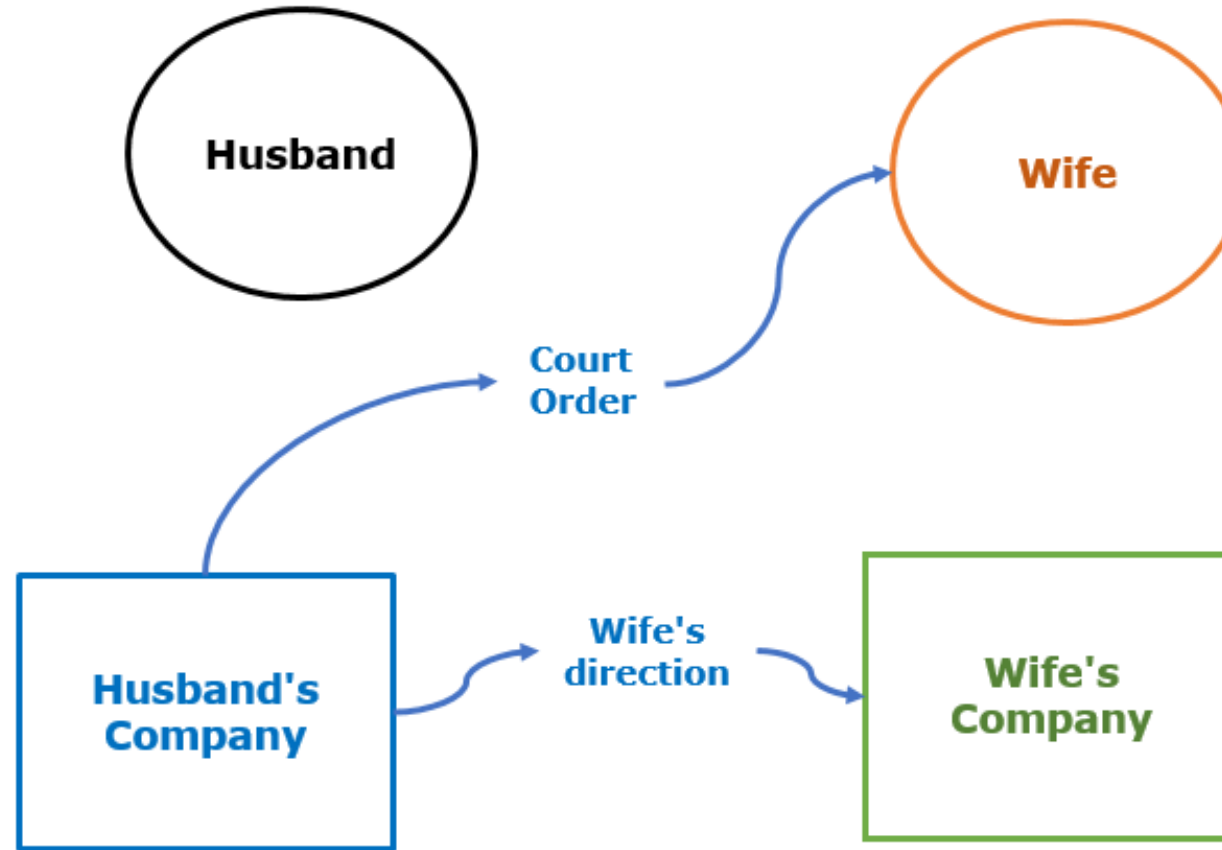 Husband
Wife
Court
Order
Wife's
direction
Husband's
Company
Wife's
Company